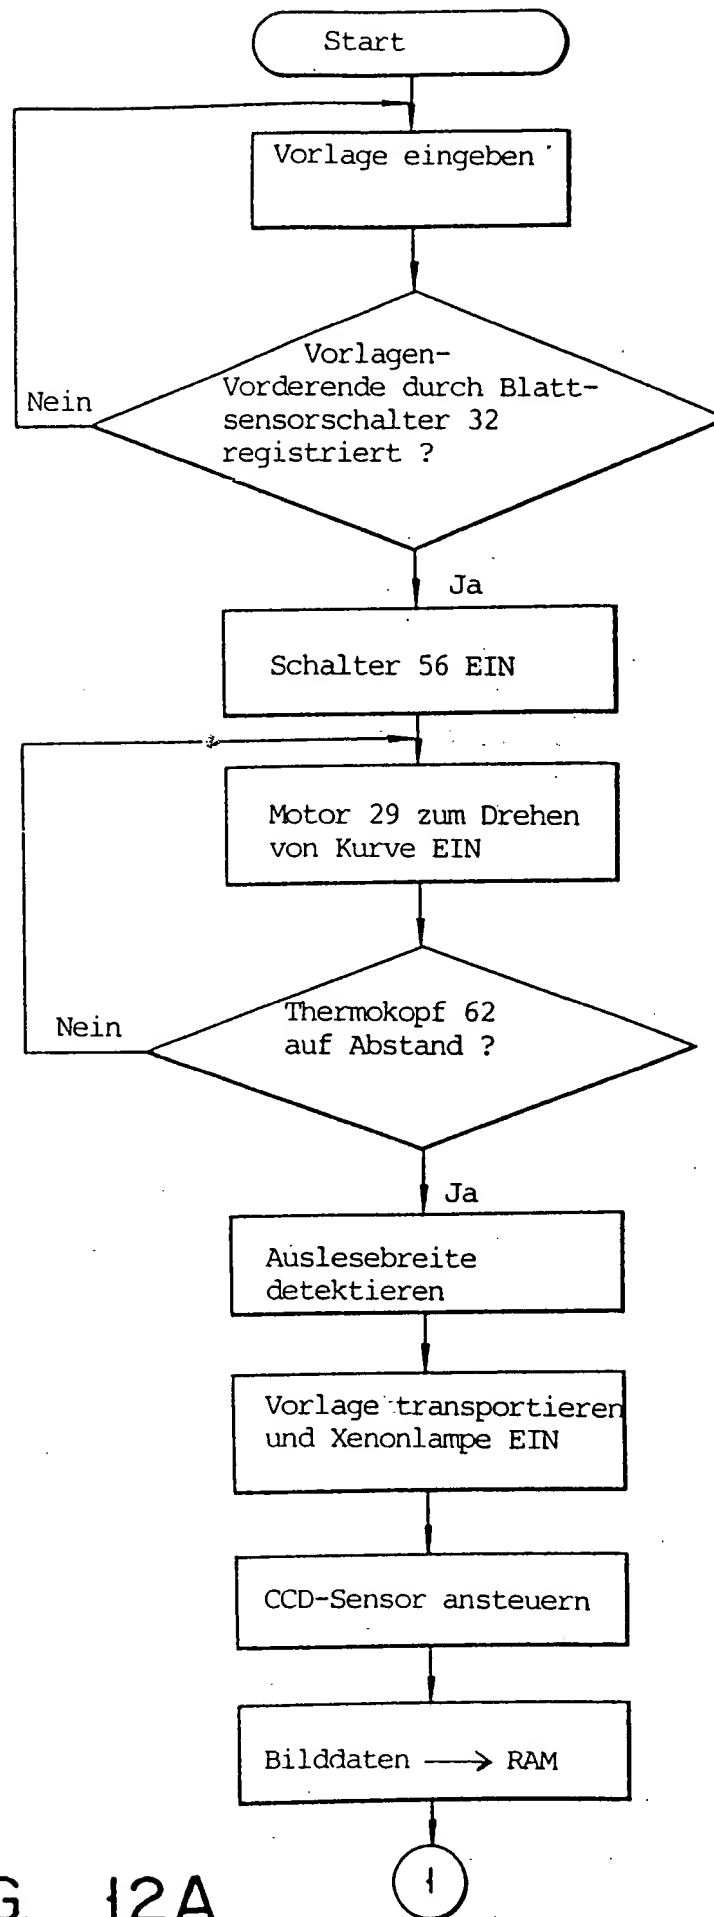 Start
Vorlage eingeben
Vorlagen-
Vorderende durch Blatt-
sensorschalter 32
registriert ?
Nein
Ja
Schalter 56 EIN
Motor 29 zum Drehen
von Kurve EIN
Thermokopf 62
auf Abstand ?
Nein
Ja
Auslesebreite
detektieren
Vorlage transportieren
und Xenonlampe EIN
CCD-Sensor ansteuern
Bilddaten → RAM
1
G. 12A